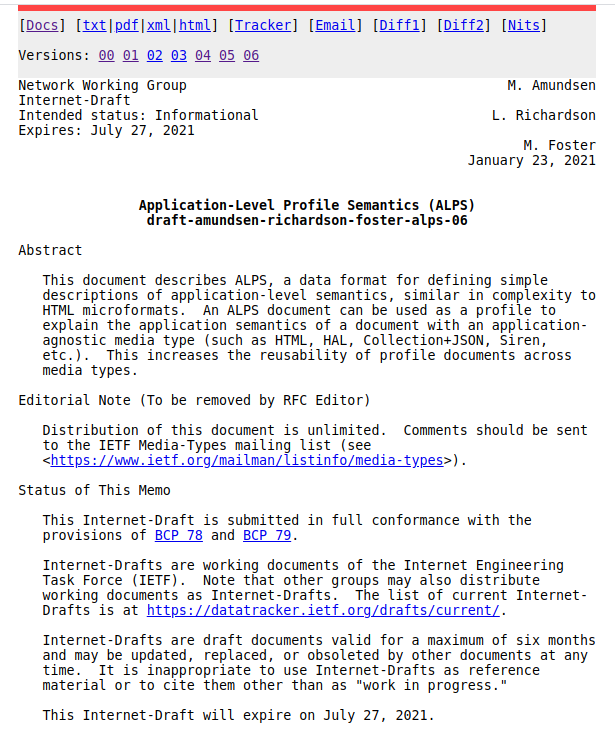 [Docs] [txt|pdf|xml|html] [Tracker] [Email] [Diff1] [Diff2] [Nits]
Versions: 00 01 02 03 04 05 06
Network Working Group M. Amundsen
Internet-Draft
Intended status: Informational L. Richardson
Expires: July 27, 2021
M. Foster
January 23, 2021
Application-Level Profile Semantics (ALPS)
draft-amundsen-richardson-foster-alps-06
Abstract
This document describes ALPS, a data format for defining simple
descriptions of application-level semantics, similar in complexity to
HTML microformats. An ALPS document can be used as a profile to
explain the application semantics of a document with an application-
agnostic media type (such as HTML, HAL, Collection+JSON, Siren,
etc.). This increases the reusability of profile documents across
media types.
Editorial Note (To be removed by RFC Editor)
Distribution of this document is unlimited. Comments should be sent
to the IETF Media-Types mailing list (see
<https://www.ietf.org/mailman/listinfo/media-types>).
Status of This Memo
This Internet-Draft is submitted in full conformance with the
provisions of BCP 78 and BCP 79.
Internet-Drafts are working documents of the Internet Engineering
Task Force (IETF). Note that other groups may also distribute
working documents as Internet-Drafts. The list of current Internet-
Drafts is at https://datatracker.ietf.org/drafts/current/.
Internet-Drafts are draft documents valid for a maximum of six months
and may be updated, replaced, or obsoleted by other documents at any
time. It is inappropriate to use Internet-Drafts as reference
material or to cite them other than as "work in progress."
This Internet-Draft will expire on July 27, 2021.